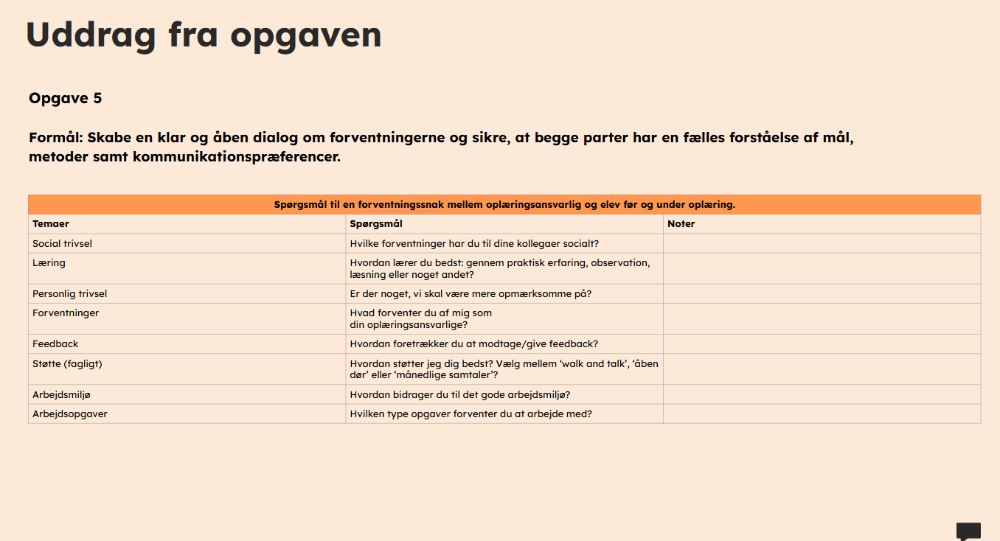 Uddrag fra opgaven
Opgave 5
Formål: Skabe en klar og åben dialog om forventningerne og sikre, at begge parter har en fælles forståelse af mål,
metoder samt kommunikationspræferencer.
Spørgsmål til en forventningssnak mellem oplæringsansvarlig og elev før og under oplæring.
Temaer Spørgsmål Noter
Social trivsel Hvilke forventninger har du til dine kollegaer socialt?
Læring Hvordan lærer du bedst: gennem praktisk erfaring, observation,
læsning eller noget andet?
Personlig trivsel Er der noget, vi skal være mere opmærksomme på?
Forventninger Hvad forventer du af mig som
din oplæringsansvarlige?
Feedback Hvordan foretrækker du at modtage/give feedback?
Støtte (fagligt) Hvordan støtter jeg dig bedst? Vælg mellem ‘walk and talk’, ‘åben
dør’ eller ‘månedlige samtaler’?
Arbejdsmiljø Hvordan bidrager du til det gode arbejdsmiljø?
Arbejdsopgaver Hvilken type opgaver forventer du at arbejde med?